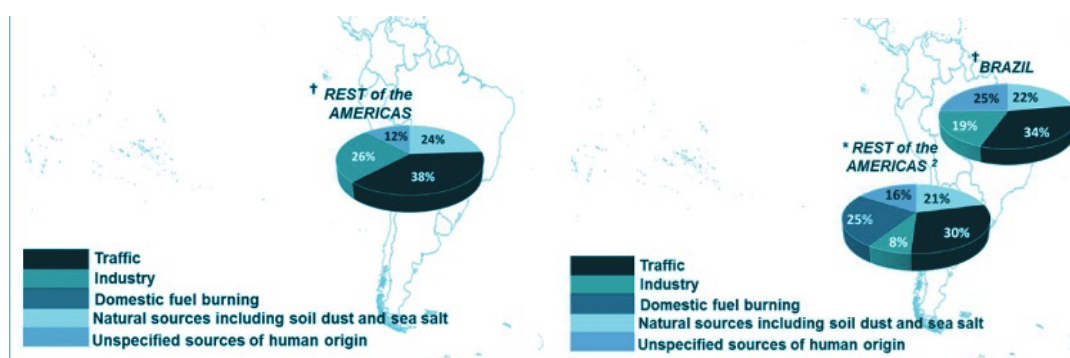 † REST of the
AMERICAS
12%
24%
26%
38%
Traffic
Industry
Domestic fuel burning
Natural sources including soil dust and sea salt
Unspecified sources of human origin
† BRAZIL
25%
22%
19%
34%
* REST of the
AMERICAS ²
16%
21%
25%
8%
30%
Traffic
Industry
Domestic fuel burning
Natural sources including soil dust and sea salt
Unspecified sources of human origin